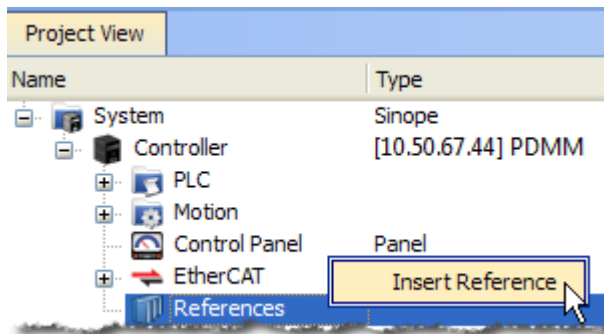 Project View
Name Type
System Sinope
Controller [10.50.67.44] PDMM
PLC
Motion
Control Panel Panel
EtherCAT Insert Reference
References